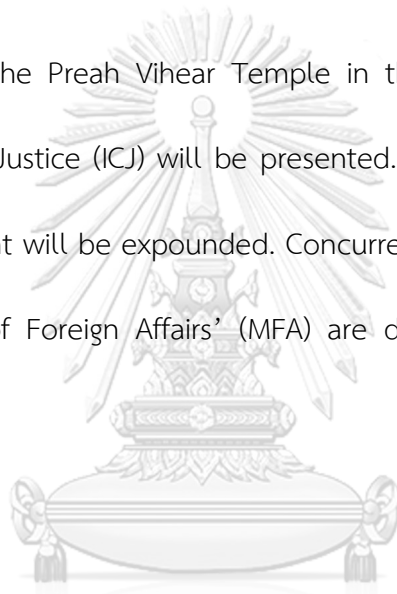 he Preah Vihear Temple in t
Justice (ICJ) will be presented.
t will be expounded. Concurre
f Foreign Affairs' (MFA) are d